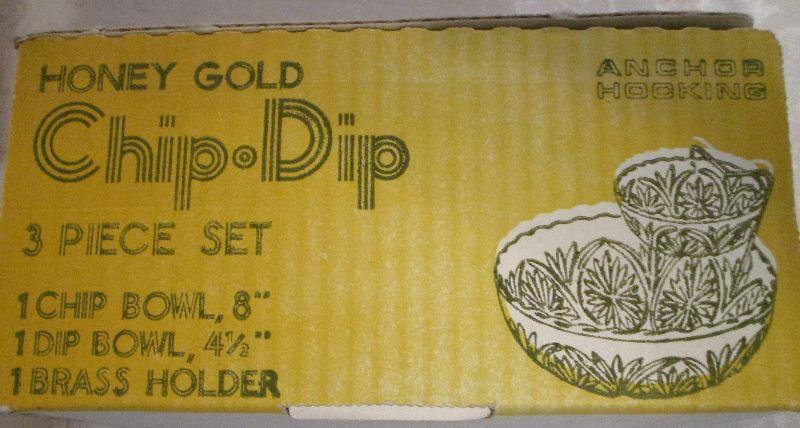 HONEY GOLD
Chip•Dip
3 PIECE SET
1 CHIP BOWL, 8"
1 DIP BOWL, 4½"
1 BRASS HOLDER
ANCHOR
HOCKING